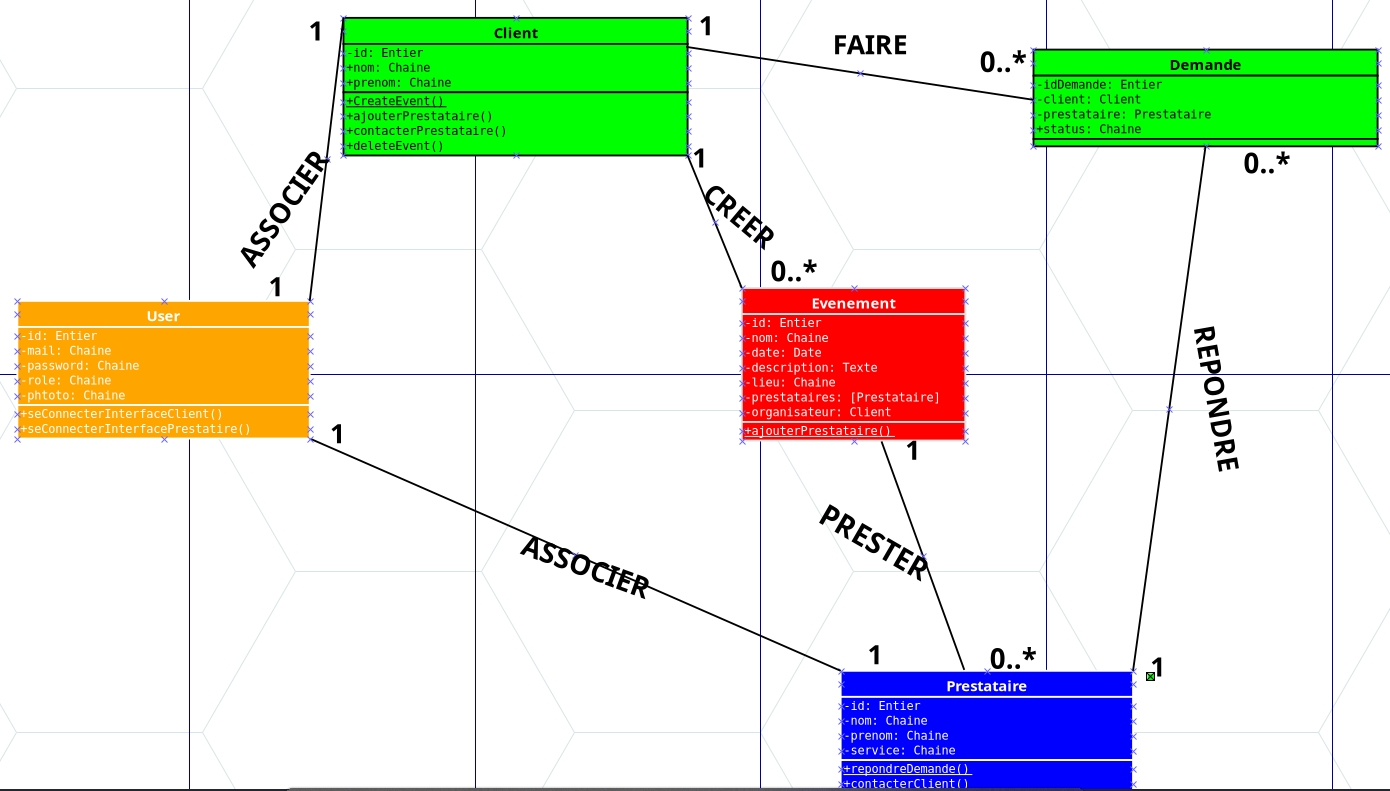 1
Client
-id: Entier
+nom: Chaine
+prenom: Chaine
+CreateEvent()
+ajouterPrestataire()
+contacterPrestataire()
+deleteEvent()
1
FAIRE
0..*
Demande
-idDemande: Entier
-client: Client
-prestataire: Prestataire
+status: Chaine
0..*
ASSOCIER
1
CREER
0..*
1
User
-id: Entier
-mail: Chaine
-password: Chaine
-role: Chaine
-phtoto: Chaine
+seConnecterInterfaceClient()
+seConnecterInterfacePrestatire()
1
Evenement
-id: Entier
-nom: Chaine
-date: Date
-description: Texte
-lieu: Chaine
-prestataires: [Prestataire]
-organisateur: Client
+ajouterPrestataire()
1
REPONDRE
ASSOCIER
PRESTER
1
0..*
1
Prestataire
-id: Entier
-nom: Chaine
-prenom: Chaine
-service: Chaine
+repondreDemande()
+contacterClient()